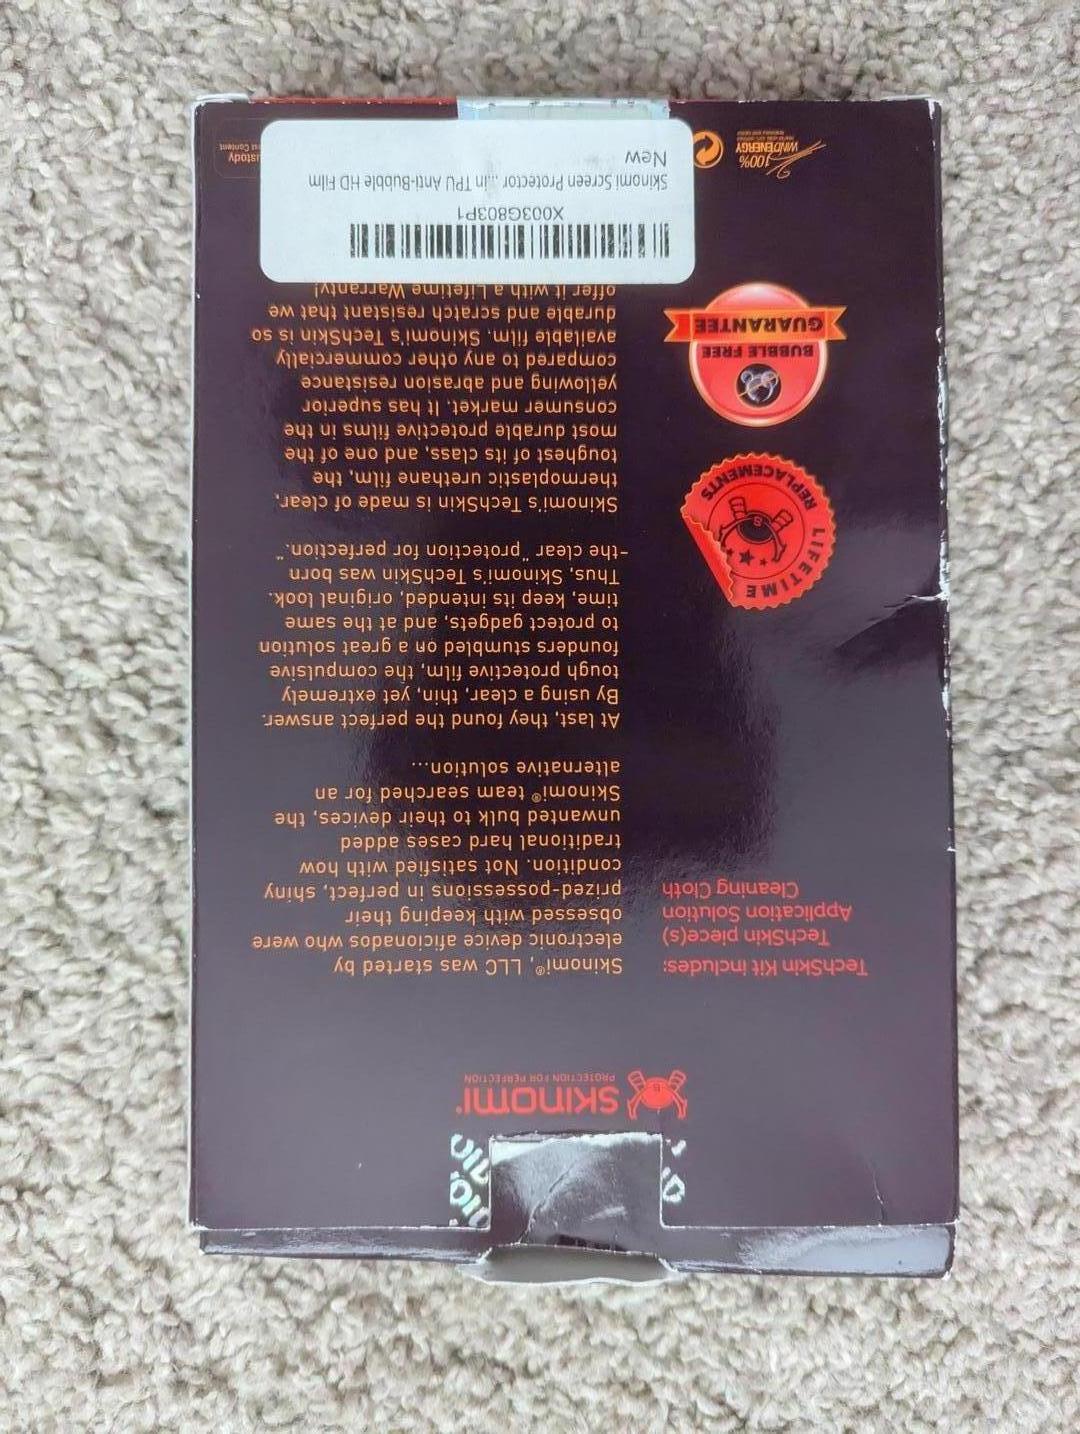 SKINOMI®
PROTECTION FOR PERFECTION
TechSkin Kit includes:
TechSkin piece(s)
Application Solution
Cleaning Cloth
Skinomi®, LLC was started by
electronic device aficionados who were
obsessed with keeping their
prized-possessions in perfect, shiny
condition. Not satisfied with how
traditional hard cases added
unwanted bulk to their devices, the
Skinomi® team searched for an
alternative solution...
At last, they found the perfect answer.
By using a clear, thin, yet extremely
tough protective film, the compulsive
founders stumbled on a great solution
to protect gadgets, and at the same
time, keep its intended, original look.
Thus, Skinomi's TechSkin was born
-the clear "protection for perfection."
Skinomi's TechSkin is made of clear,
thermoplastic urethane film, the
toughest of its class, and one of the
most durable protective films in the
consumer market. It has superior
yellowing and abrasion resistance
compared to any other commercially
available film. Skinomi's TechSkin is so
durable and scratch resistant that we
offer it with a Lifetime Warranty!
LIFETIME
REPLACEMENTS
S
BUBBLE FREE
GUARANTEE
X003G803P1
Skinomi Screen Protector ...in TPU Anti-Bubble HD Film
New
100%
WINDENERGY